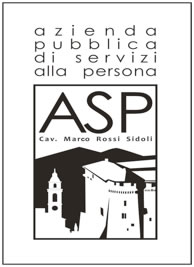 azienda
pubblica
di servizi
alla persona
ASP
Cav. Marco Rossi Sidoli